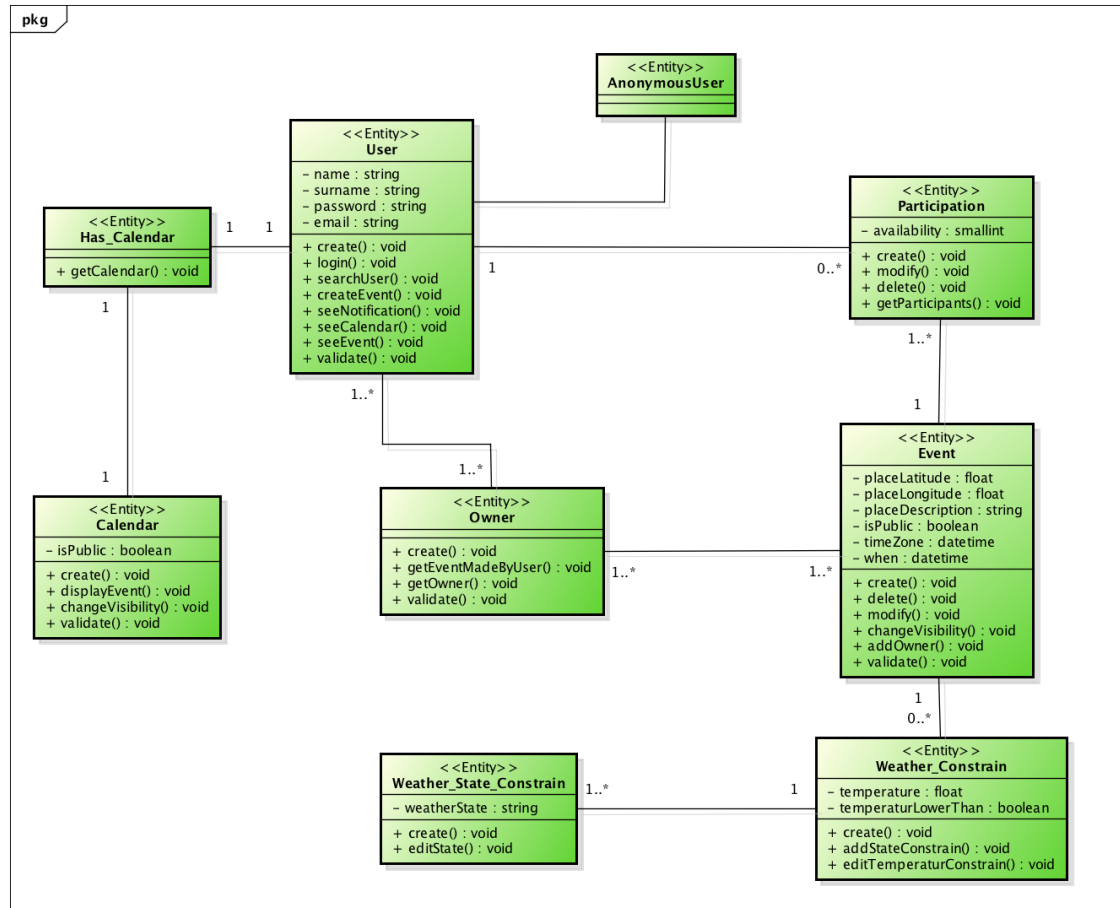 pkg
<<Entity>>
AnonymousUser
<<Entity>>
User
– name : string
– surname : string
– password : string
– email : string
+ create() : void
+ login() : void
+ searchUser() : void
+ createEvent() : void
+ seeNotification() : void
+ seeCalendar() : void
+ seeEvent() : void
+ validate() : void
<<Entity>>
Participation
– availability : smallint
+ create() : void
+ modify() : void
+ delete() : void
+ getParticipants() : void
<<Entity>>
Has_Calendar
+ getCalendar() : void
1
1
1
0..*
1
1
1..*
1
1..*
1..*
<<Entity>>
Calendar
– isPublic : boolean
+ create() : void
+ displayEvent() : void
+ changeVisibility() : void
+ validate() : void
<<Entity>>
Owner
+ create() : void
+ getEventMadeByUser() : void
+ getOwner() : void
+ validate() : void
1..*
1..*
<<Entity>>
Event
– placeLatitude : float
– placeLongitude : float
– placeDescription : string
– isPublic : boolean
– timeZone : datetime
– when : datetime
+ create() : void
+ delete() : void
+ modify() : void
+ changeVisibility() : void
+ addOwner() : void
+ validate() : void
1
0..*
<<Entity>>
Weather_State_Constrain
– weatherState : string
+ create() : void
+ editState() : void
1..*
1
<<Entity>>
Weather_Constrain
– temperature : float
– temperaturLowerThan : boolean
+ create() : void
+ addStateConstrain() : void
+ editTemperaturConstrain() : void